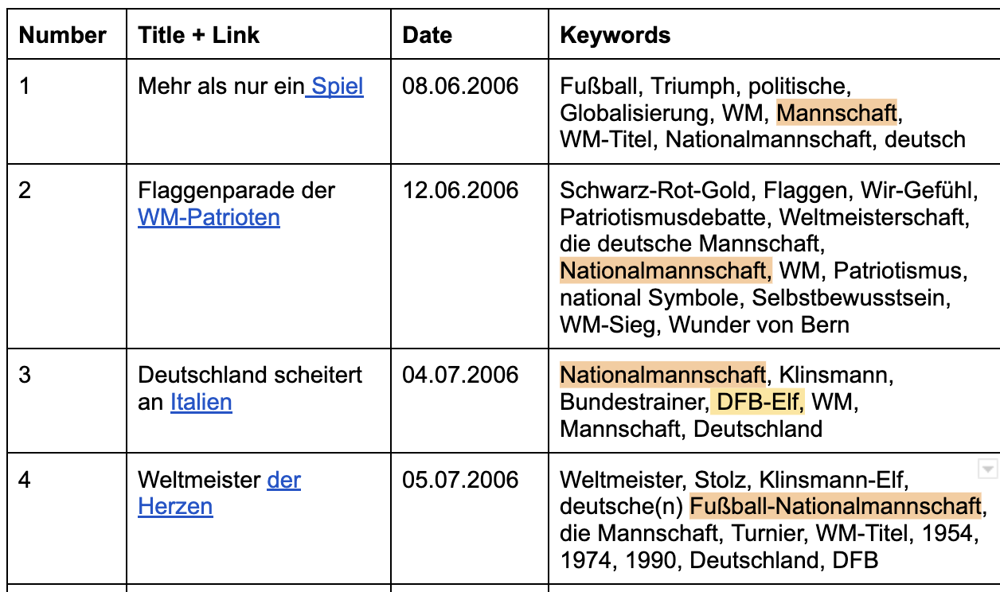 Number Title + Link Date Keywords
1 Mehr als nur ein Spiel 08.06.2006 Fußball, Triumph, politische,
Globalisierung, WM, Mannschaft,
WM-Titel, Nationalmannschaft, deutsch
2 Flaggenparade der 12.06.2006 Schwarz-Rot-Gold, Flaggen, Wir-Gefühl,
WM-Patrioten Patriotismusdebatte, Weltmeisterschaft,
die deutsche Mannschaft,
Nationalmannschaft, WM, Patriotismus,
national Symbole, Selbstbewusstsein,
WM-Sieg, Wunder von Bern
3 Deutschland scheitert 04.07.2006 Nationalmannschaft, Klinsmann,
an Italien Bundestrainer, DFB-Elf, WM,
Mannschaft, Deutschland
4 Weltmeister der 05.07.2006 Weltmeister, Stolz, Klinsmann-Elf,
Herzen deutsche(n) Fußball-Nationalmannschaft,
die Mannschaft, Turnier, WM-Titel, 1954,
1974, 1990, Deutschland, DFB